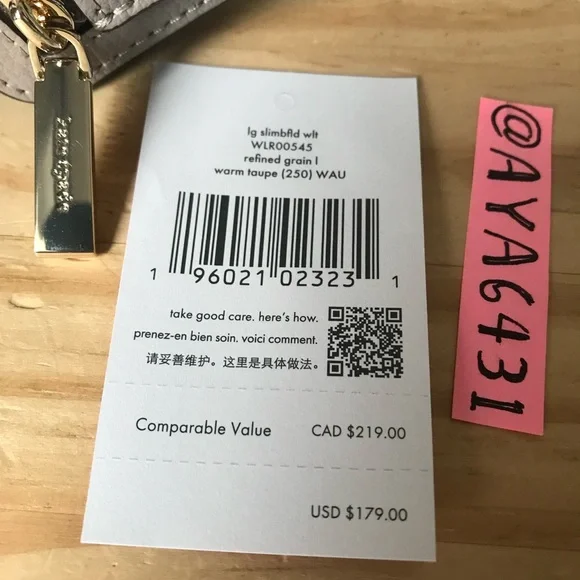 lg slimbfld wlt
WLR00545
refined grain l
warm taupe (250) WAU
1 96021 02323 1
take good care. here's how.
prenez-en bien soin. voici comment.
请妥善维护。这里是具体做法。
Comparable Value CAD $219.00
USD $179.00
@AYA6431